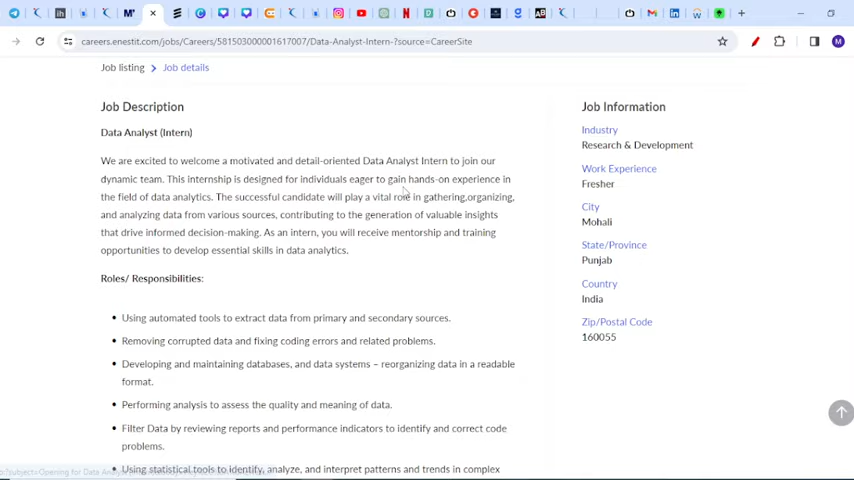 careers.enestit.com/jobs/Careers/581503000001617007/Data-Analyst-Intern-?source=CareerSite
M
Job listing > Job details
Job Description
Data Analyst (Intern)
We are excited to welcome a motivated and detail-oriented Data Analyst Intern to join our
dynamic team. This internship is designed for individuals eager to gain hands-on experience in
the field of data analytics. The successful candidate will play a vital role in gathering,organizing,
and analyzing data from various sources, contributing to the generation of valuable insights
that drive informed decision-making. As an intern, you will receive mentorship and training
opportunities to develop essential skills in data analytics.
Roles/ Responsibilities:
Using automated tools to extract data from primary and secondary sources.
Removing corrupted data and fixing coding errors and related problems.
Developing and maintaining databases, and data systems – reorganizing data in a readable
format.
Performing analysis to assess the quality and meaning of data.
Filter Data by reviewing reports and performance indicators to identify and correct code
problems.
Using statistical tools to identify, analyze, and interpret patterns and trends in complex
Job Information
Industry
Research & Development
Work Experience
Fresher
City
Mohali
State/Province
Punjab
Country
India
Zip/Postal Code
160055